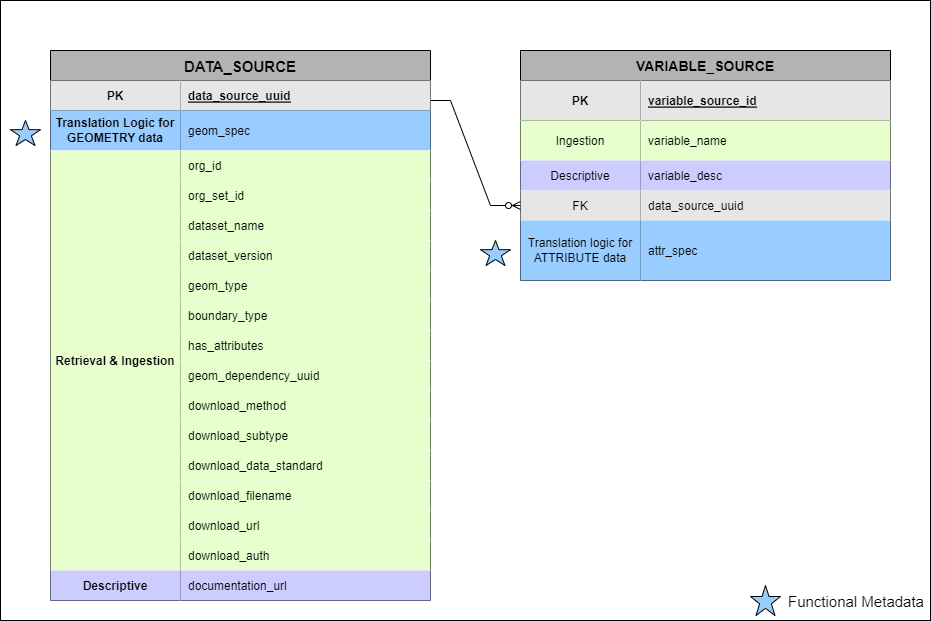 DATA_SOURCE
PK data_source_uuid
Translation Logic for
GEOMETRY data
geom_spec
Retrieval & Ingestion
org_id
org_set_id
dataset_name
dataset_version
geom_type
boundary_type
has_attributes
geom_dependency_uuid
download_method
download_subtype
download_data_standard
download_filename
download_url
download_auth
Descriptive documentation_url
VARIABLE_SOURCE
PK variable_source_id
Ingestion variable_name
Descriptive variable_desc
FK data_source_uuid
Translation logic for
ATTRIBUTE data
attr_spec
Functional Metadata